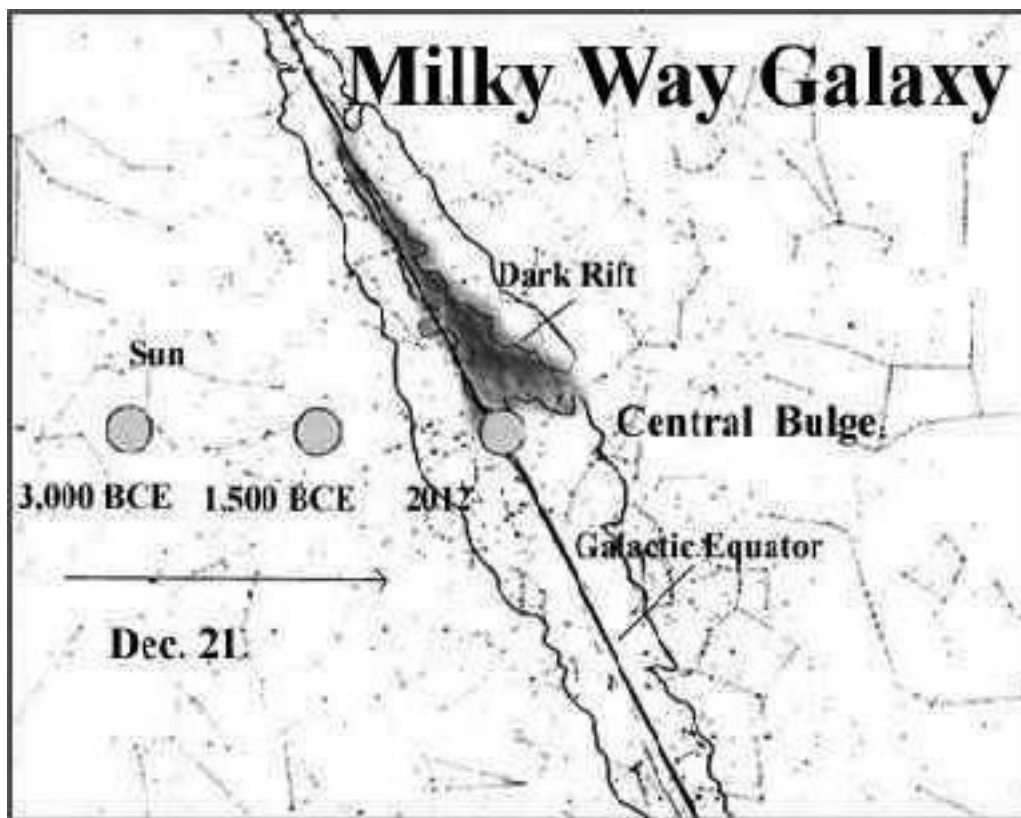 Milky Way Galaxy
Dark Rift
Sun
Central Bulge
3.000 BCE
1.500 BCE
2012
Galactic Equator
Dec. 21.